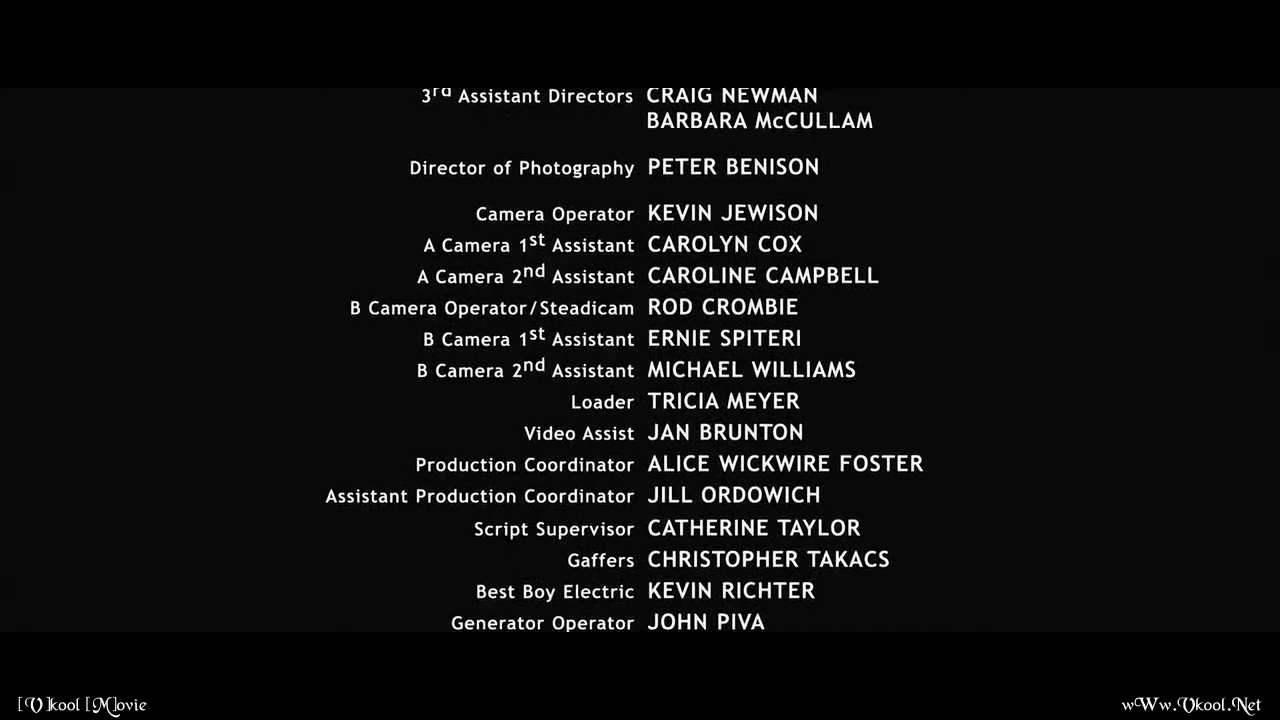 3rd Assistant Directors CRAIG NEWMAN
BARBARA McCULLAM
Director of Photography PETER BENISON
Camera Operator KEVIN JEWISON
A Camera 1st Assistant CAROLYN COX
A Camera 2nd Assistant CAROLINE CAMPBELL
B Camera Operator/Steadicam ROD CROMBIE
B Camera 1st Assistant ERNIE SPITERI
B Camera 2nd Assistant MICHAEL WILLIAMS
Loader TRICIA MEYER
Video Assist JAN BRUNTON
Production Coordinator ALICE WICKWIRE FOSTER
Assistant Production Coordinator JILL ORDOWICH
Script Supervisor CATHERINE TAYLOR
Gaffers CHRISTOPHER TAKACS
Best Boy Electric KEVIN RICHTER
Generator Operator JOHN PIVA
[V]kool [M]ovie wWw.Vkool.Net